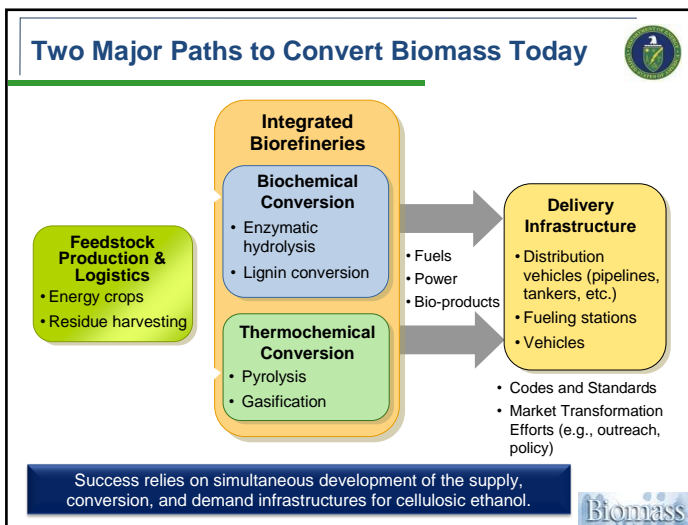 Two Major Paths to Convert Biomass Today
Integrated
Biorefineries
Biochemical
Conversion
• Enzymatic
hydrolysis
• Lignin conversion
Feedstock
Production &
Logistics
• Energy crops
• Residue harvesting
Thermochemical
Conversion
• Pyrolysis
• Gasification
• Fuels
• Power
• Bio-products
Delivery
Infrastructure
• Distribution
vehicles (pipelines,
tankers, etc.)
• Fueling stations
• Vehicles
• Codes and Standards
• Market Transformation
Efforts (e.g., outreach,
policy)
Success relies on simultaneous development of the supply,
conversion, and demand infrastructures for cellulosic ethanol.
Biomass